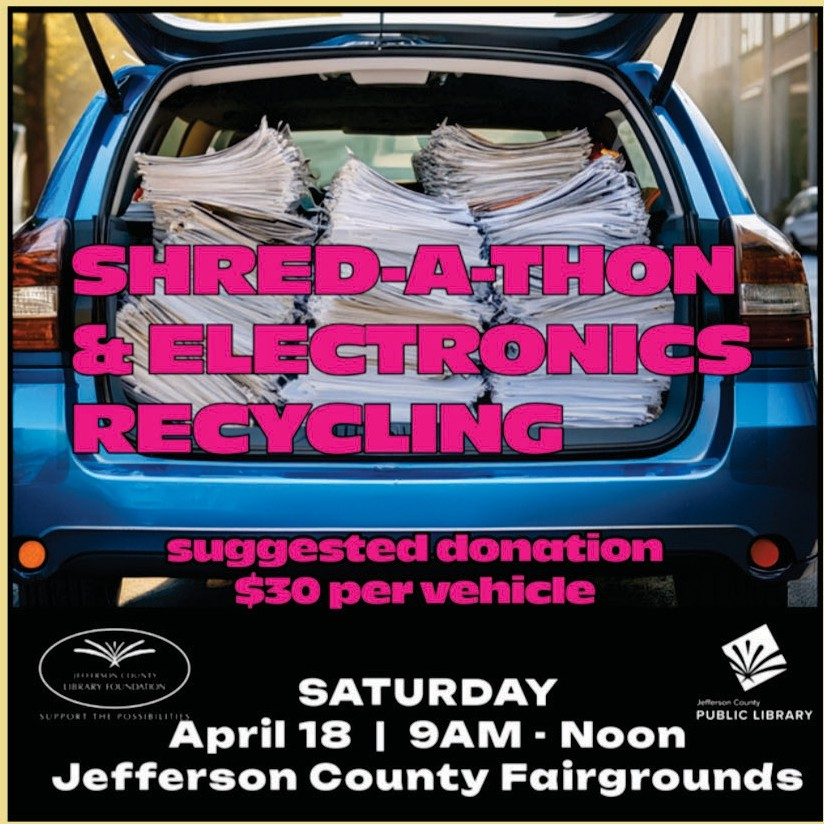 SHRED-A-THON
& ELECTRONICS
RECYCLING
suggested donation
$30 per vehicle
JEFFERSON COUNTY
LIBRARY FOUNDATION
SUPPORT THE POSSIBILITIES
Jefferson County
PUBLIC LIBRARY
SATURDAY
April 18 | 9AM - Noon
Jefferson County Fairgrounds